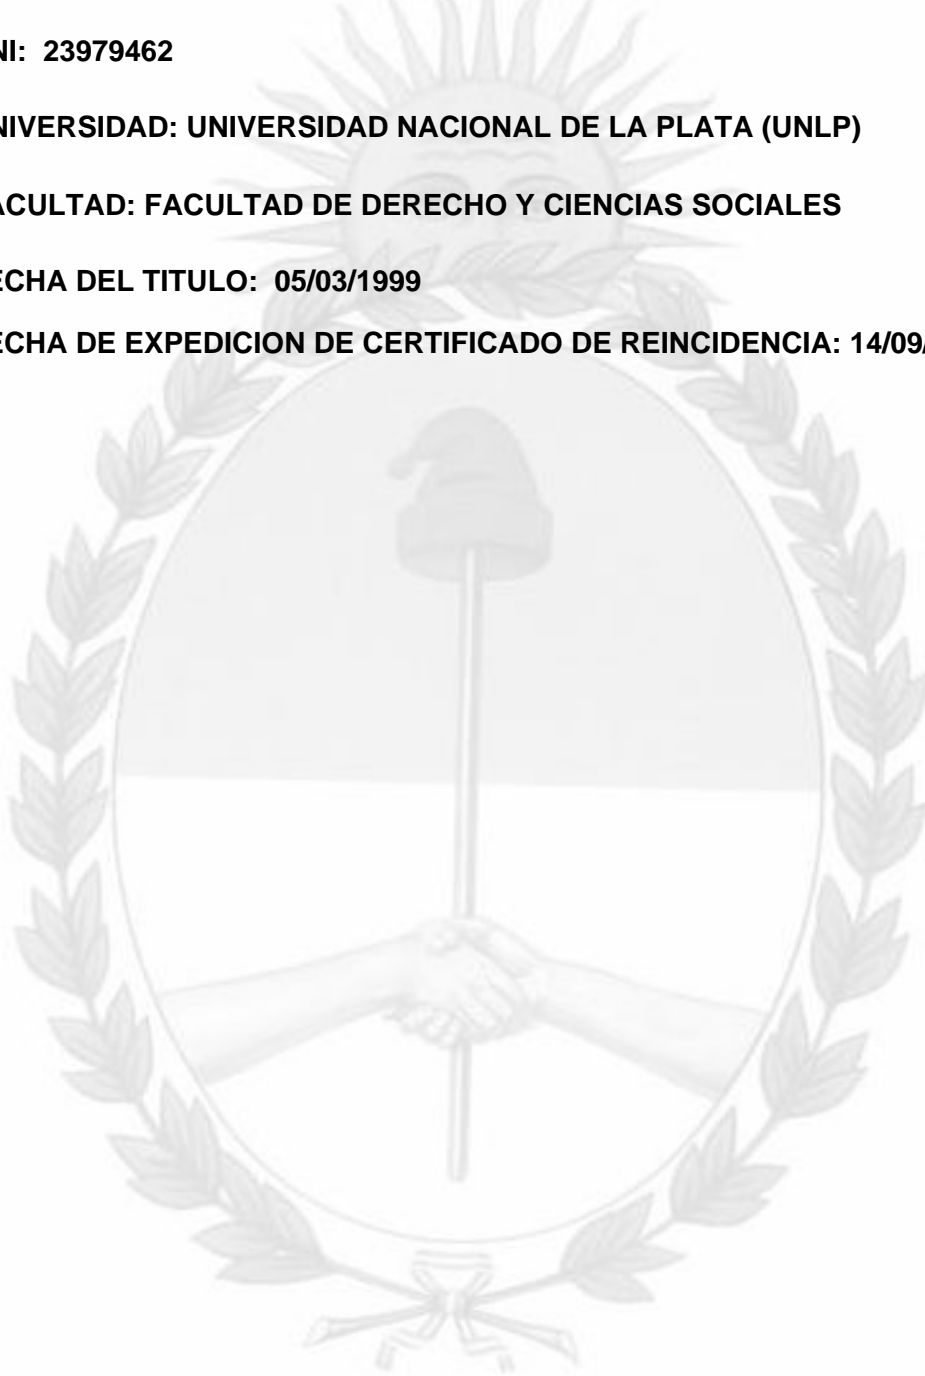 NI: 23979462
NIVERSIDAD: UNIVERSIDAD NACIONAL DE LA PLATA (UNLP)
ACULTAD: FACULTAD DE DERECHO Y CIENCIAS SOCIALES
ECHA DEL TITULO: 05/03/1999
ECHA DE EXPEDICION DE CERTIFICADO DE REINCIDENCIA: 14/09/